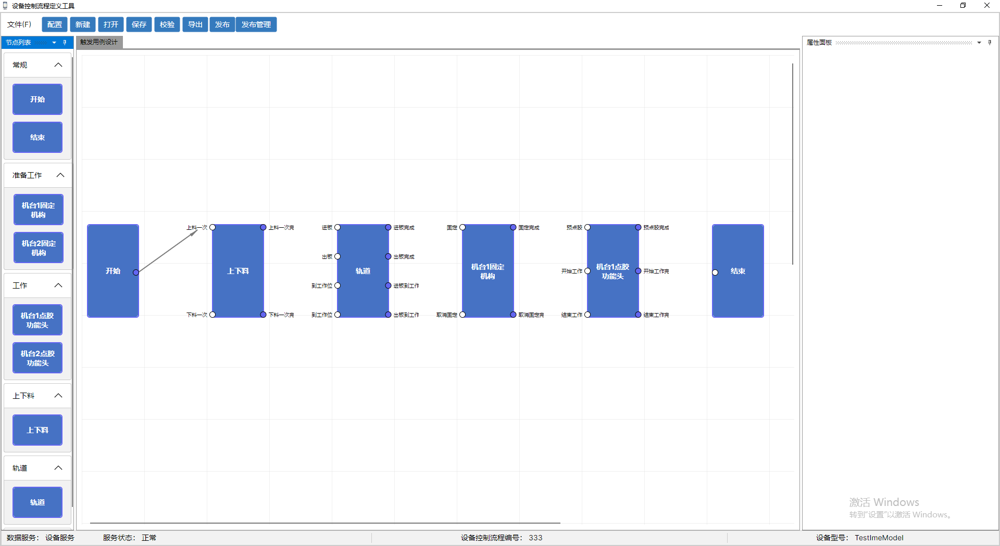 设备控制流程定义工具
文件(F) 配置 新建 打开 保存 校验 导出 发布 发布管理
节点列表
触发用例设计
属性面板
常规
开始
结束
准备工作
机台1固定
机构
机台2固定
机构
工作
机台1点胶
功能头
机台2点胶
功能头
上下料
上下料
轨道
轨道
开始
上料一次
下料一次
上下料
上料一次完
下料一次完
进板
出板
到工作位
到工作位
轨道
进板完成
出板完成
进板到工作
出板到工作
固定
取消固定
机台1固定
机构
固定完成
取消固定完
预点胶
开始工作
结束工作
机台1点胶
功能头
预点胶完成
开始工作完
结束工作完
结束
激活 Windows
转到“设置”以激活 Windows。
数据服务: 设备服务 服务状态: 正常 设备控制流程编号: 333 设备型号: TestImeModel